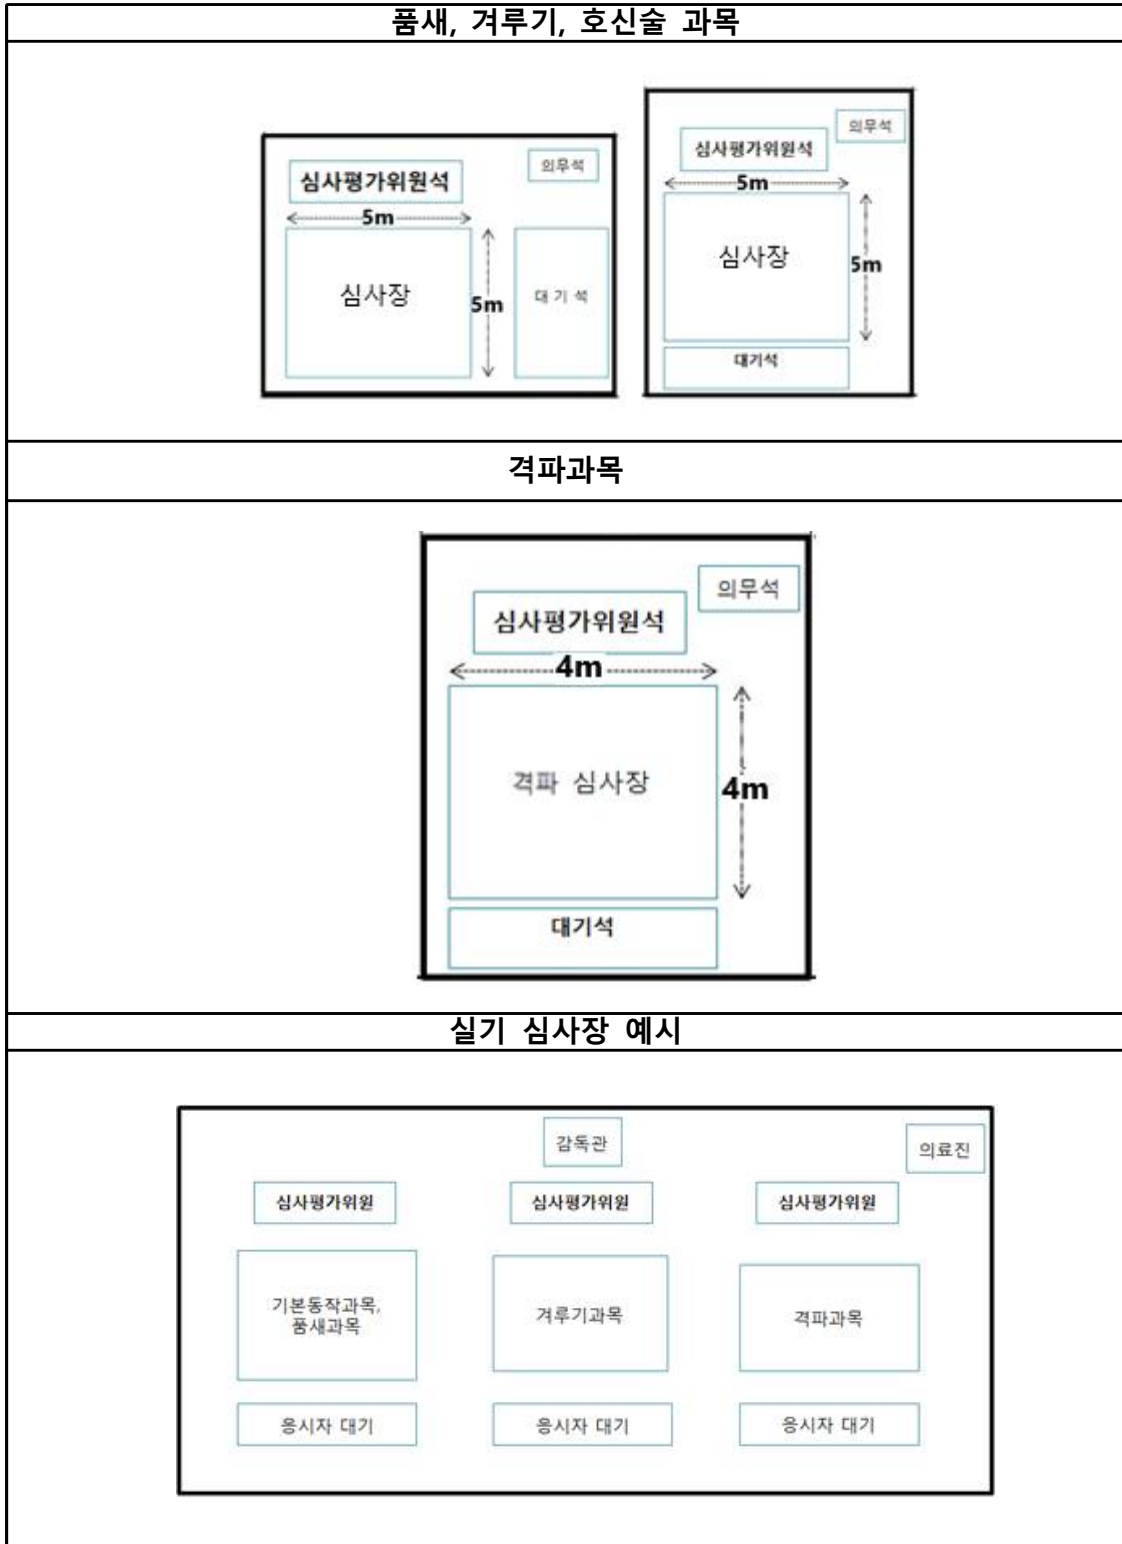 품새, 겨루기, 호신술 과목
심사평가위원석
의무석
5m
심사장
5m
대 기 석
의무석
심사평가위원석
5m
심사장
5m
대기석
격파과목
의무석
심사평가위원석
4m
격파 심사장
4m
대기석
실기 심사장 예시
감독관
의료진
심사평가위원
심사평가위원
심사평가위원
기본동작과목,
품새과목
겨루기과목
격파과목
응시자 대기
응시자 대기
응시자 대기